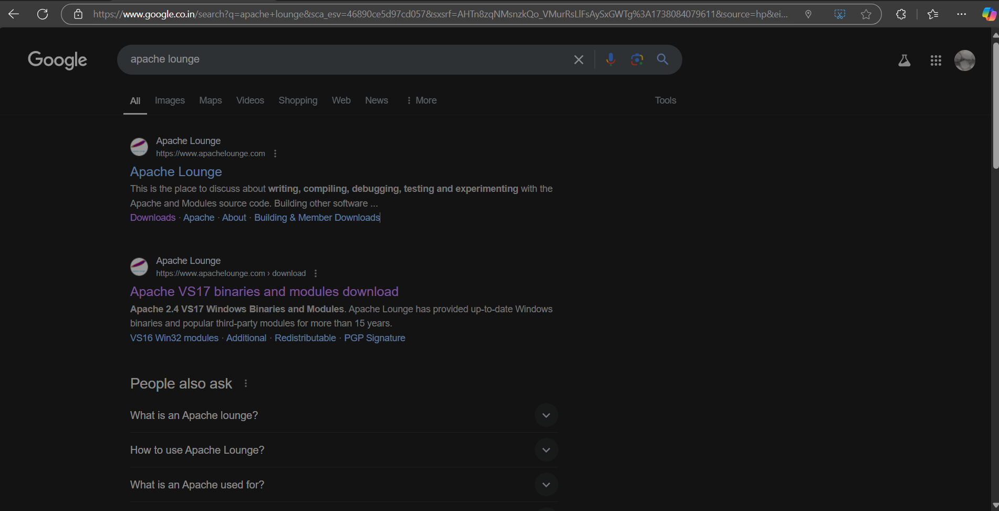 https://www.google.co.in/search?q=apache+lounge&sca_esv=46890ce5d97cd057&sxsrf=AHTn8zqNMsnzkQo_VMurRsLlFsAySxGWTg%3A1738084079611&source=hp&ei...
Google
apache lounge
All Images Maps Videos Shopping Web News More Tools
Apache Lounge
https://www.apachelounge.com
Apache Lounge
This is the place to discuss about writing, compiling, debugging, testing and experimenting with the
Apache and Modules source code. Building other software ...
Downloads · Apache · About · Building & Member Downloads
Apache Lounge
https://www.apachelounge.com › download
Apache VS17 binaries and modules download
Apache 2.4 VS17 Windows Binaries and Modules. Apache Lounge has provided up-to-date Windows
binaries and popular third-party modules for more than 15 years.
VS16 Win32 modules · Additional · Redistributable · PGP Signature
People also ask
What is an Apache lounge?
How to use Apache Lounge?
What is an Apache used for?